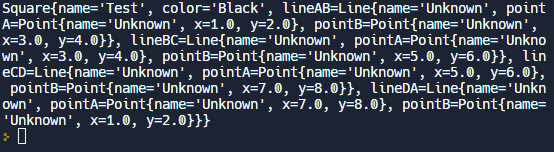 Square{name='Test', color='Black', lineAB=Line{name='Unknown', point
A=Point{name='Unknown', x=1.0, y=2.0}, pointB=Point{name='Unknown',
x=3.0, y=4.0}}, lineBC=Line{name='Unknown', pointA=Point{name='Unkno
wn', x=3.0, y=4.0}, pointB=Point{name='Unknown', x=5.0, y=6.0}}, lin
eCD=Line{name='Unknown', pointA=Point{name='Unknown', x=5.0, y=6.0},
 pointB=Point{name='Unknown', x=7.0, y=8.0}}, lineDA=Line{name='Unkn
own', pointA=Point{name='Unknown', x=7.0, y=8.0}, pointB=Point{name=
'Unknown', x=1.0, y=2.0}}}